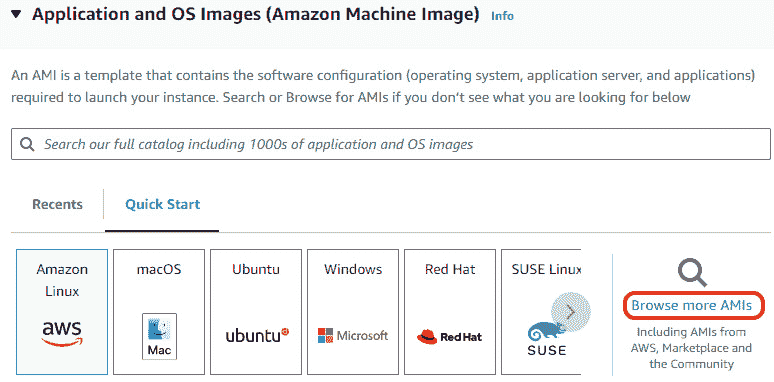 Application and OS Images (Amazon Machine Image) Info
An AMI is a template that contains the software configuration (operating system, application server, and applications)
required to launch your instance. Search or Browse for AMIs if you don't see what you are looking for below
Search our full catalog including 1000s of application and OS images
Recents
Quick Start
Amazon
Linux
aws
macOS
Mac
Ubuntu
ubuntu
Windows
Microsoft
Red Hat
RedHat
SUSE Linux
SUSE
Browse more AMIs
Including AMIs from
AWS, Marketplace and
the Community